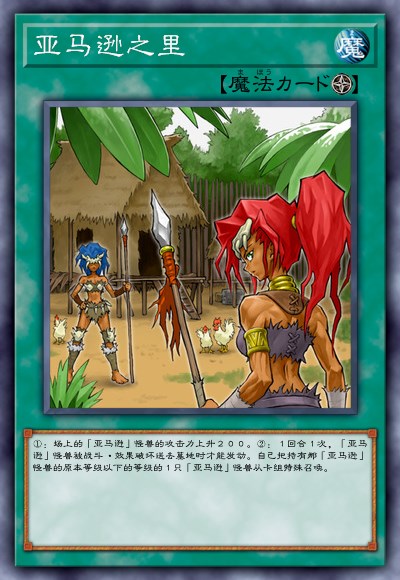 亚马逊之里
魔
まほう
【魔法カード】
①：场上的「亚马逊」怪兽的攻击力上升２００。②：１回合１次，「亚马
逊」怪兽被战斗·效果破坏送去墓地时才能发动。自己把持有那「亚马逊」
怪兽的原本等级以下的等级的１只「亚马逊」怪兽从卡组特殊召唤。